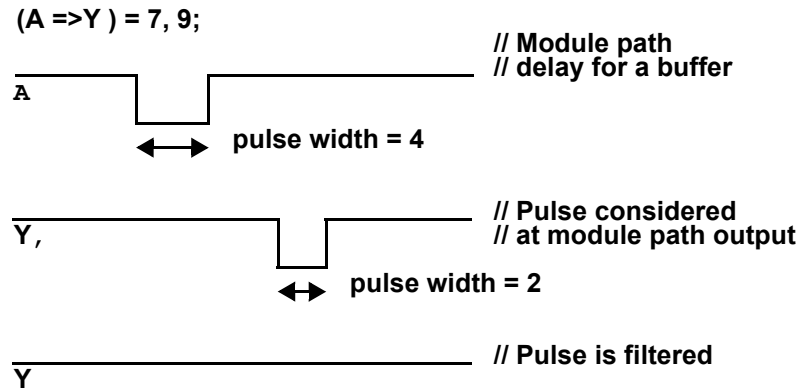 (A =>Y ) = 7, 9;
// Module path
// delay for a buffer
A
pulse width = 4
// Pulse considered
// at module path output
Y,
pulse width = 2
// Pulse is filtered
Y